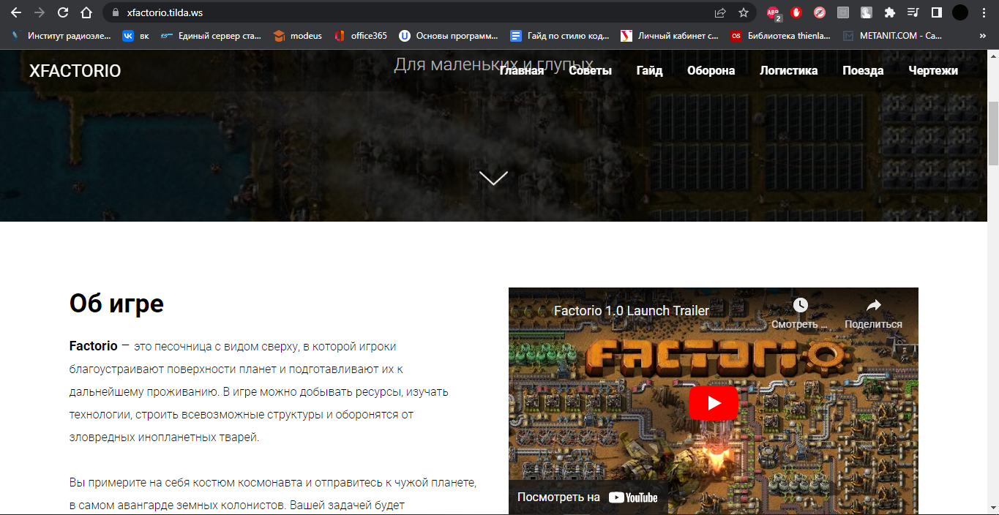 xfactorio.tilda.ws
ABP
2
Институт радиоэле...
вк
Единый сервер ста...
modeus
office365
Основы программ...
Гайд по стилю код...
Личный кабинет с...
OS
Библиотека thienla...
METANIT.COM - Са...
»
XFACTORIO
Для маленьких и глупых
Главная
Советы
Гайд
Оборона
Логистика
Поезда
Чертежи
Об игре
Factorio — это песочница с видом сверху, в которой игроки
благоустраивают поверхности планет и подготавливают их к
дальнейшему проживанию. В игре можно добывать ресурсы, изучать
технологии, строить всевозможные структуры и оборонятся от
зловредных инопланетных тварей.
Вы примерите на себя костюм космонавта и отправитесь к чужой планете,
в самом авангарде земных колонистов. Вашей задачей будет
Factorio 1.0 Launch Trailer
Смотреть ...
Поделиться
FACTORIO
Посмотреть на
YouTube